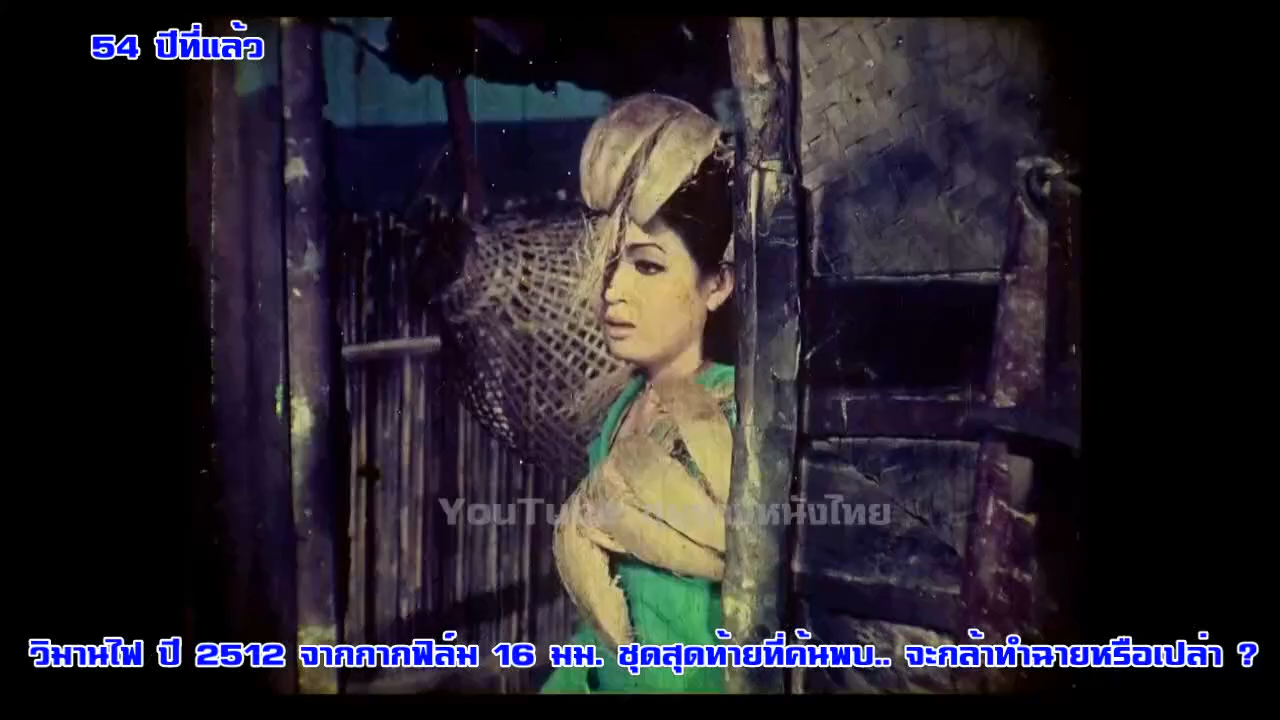 54 ปีที่แล้ว
YouTube หนังไทย
วิมานไฟ ปี 2512 จากกากฟิล์ม 16 มม. ชุดสุดท้ายที่ค้นพบ.. จะกล้าทำฉายหรือเปล่า ?